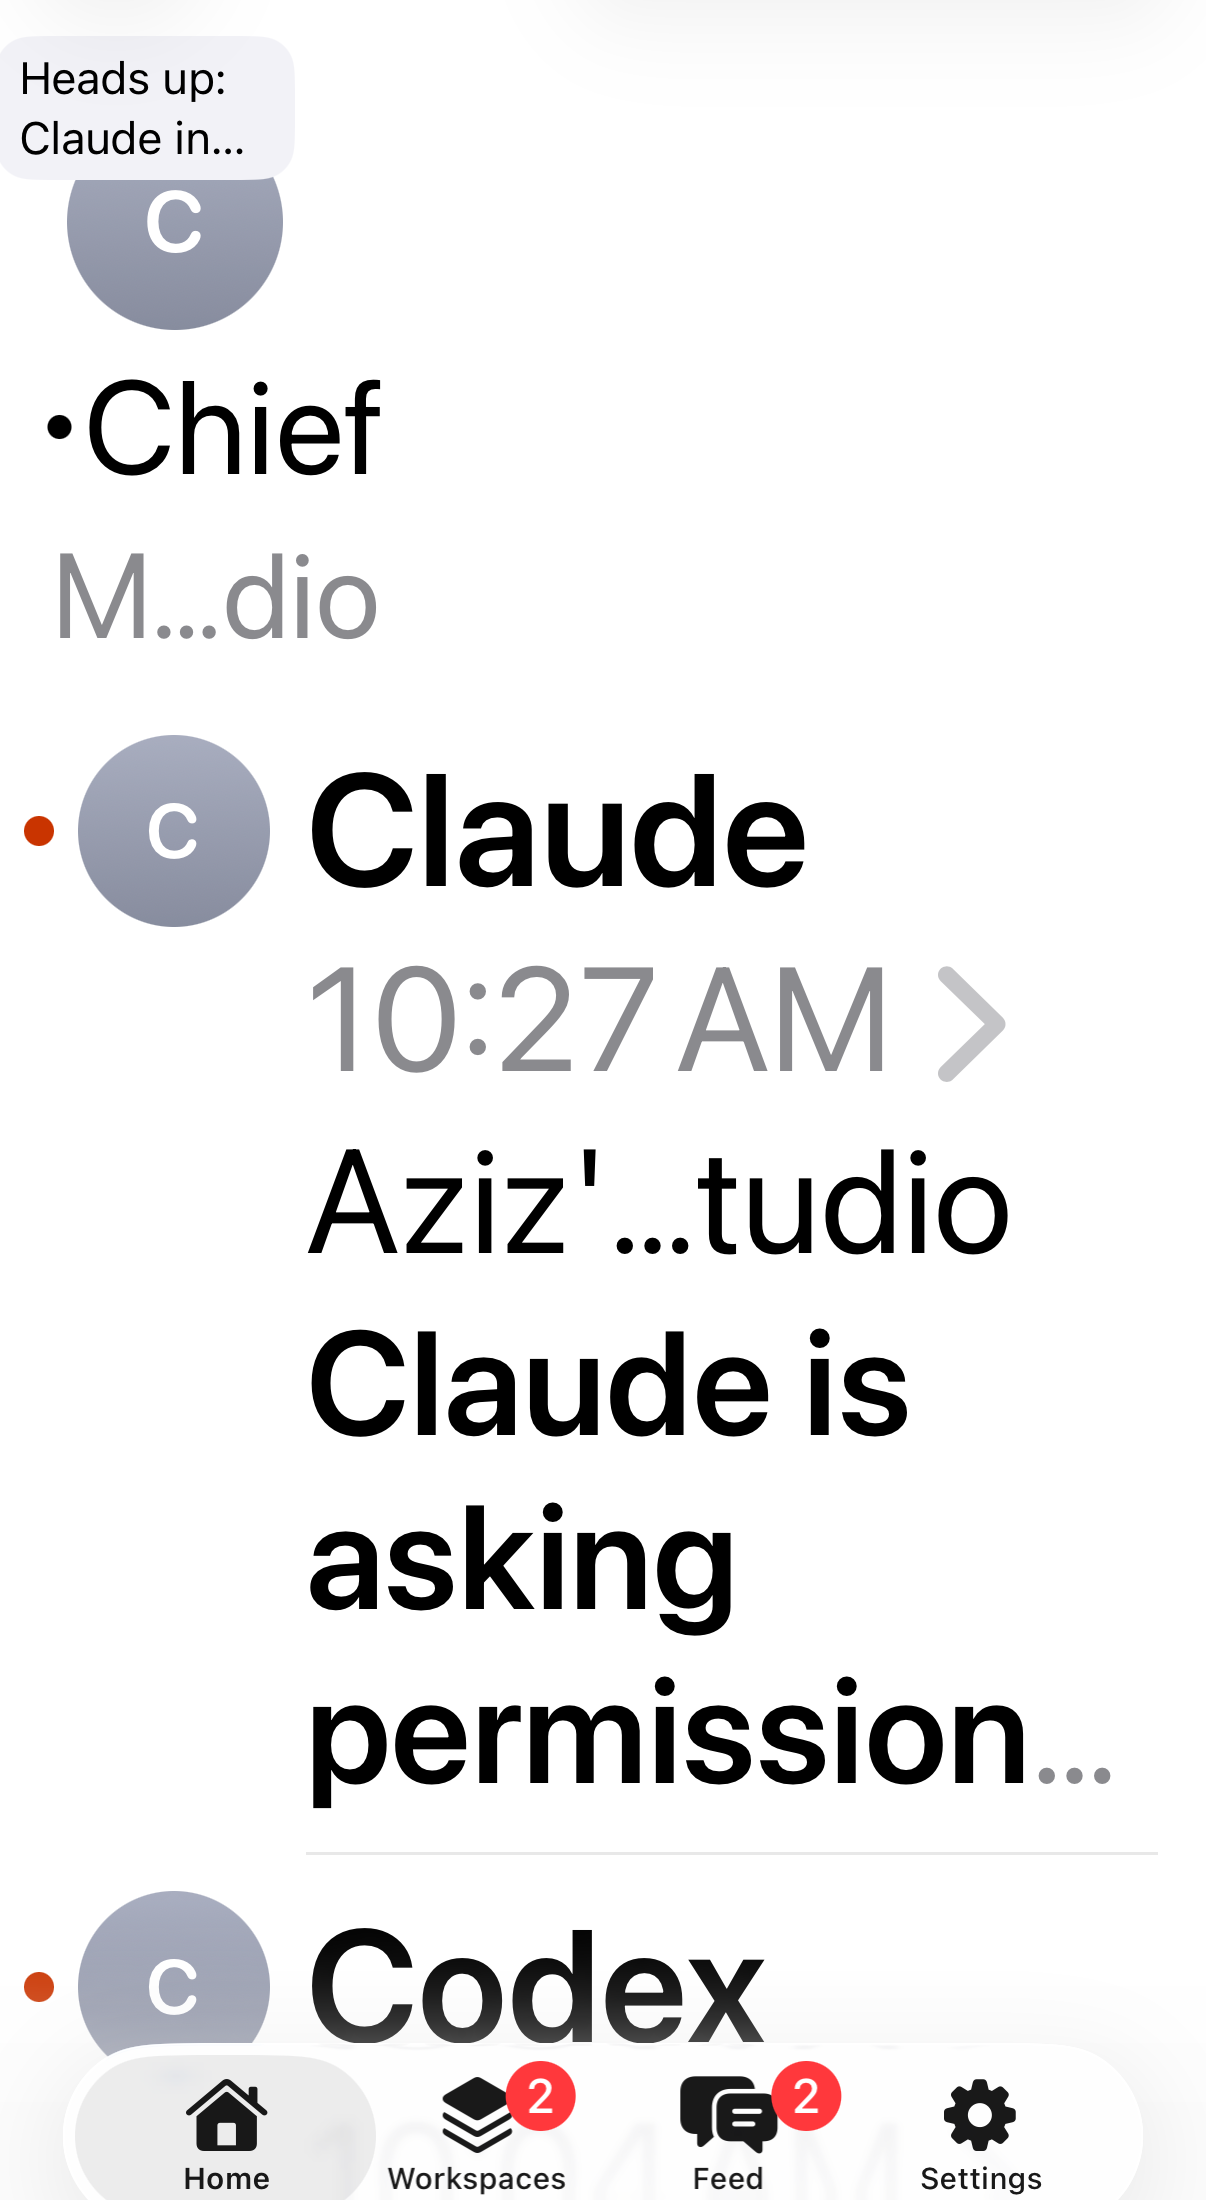 Heads up:
Claude in...
C
•Chief
M...dio
C
Claude
10:27 AM
Aziz'...tudio
Claude is
asking
permission...
C
Codex
2
2
Home
Workspaces
Feed
Settings